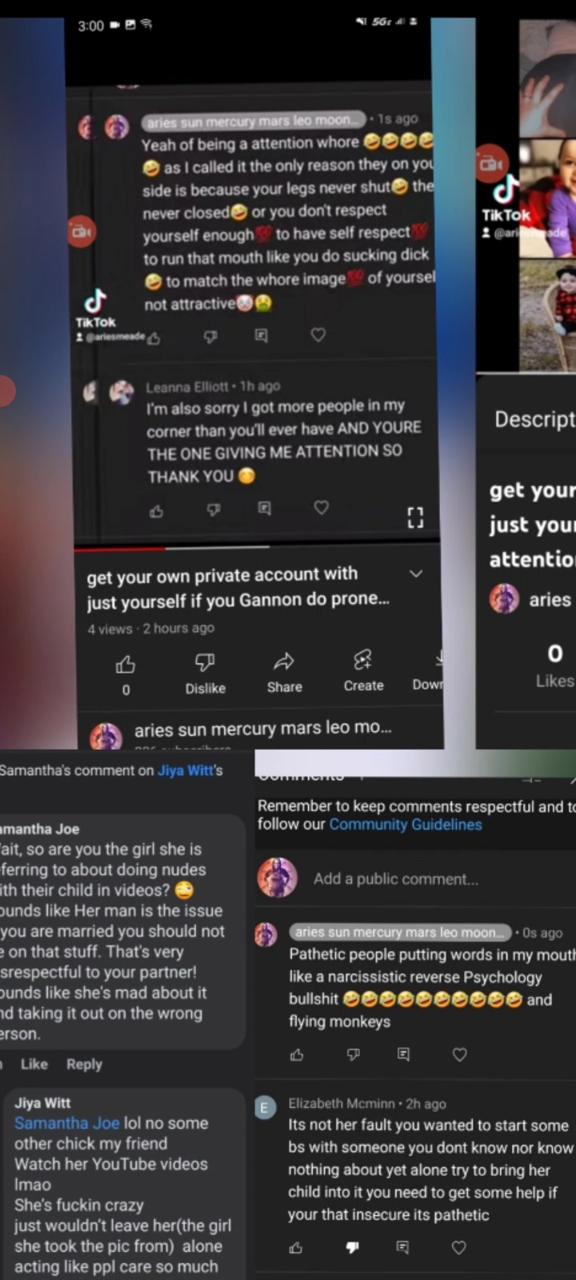 3:00
5G
aries sun mercury mars leo moon... • 1s ago
Yeah of being a attention whore 🤣🤣🤣🤣
🤣 as I called it the only reason they on you
side is because your legs never shut🤣 the
never closed🤣 or you don't respect
yourself enough💯 to have self respect💯
to run that mouth like you do sucking dick
🤣 to match the whore image💯 of yoursel
not attractive🤡🤮
TikTok
@ariesmeade
Leanna Elliott • 1h ago
I'm also sorry I got more people in my
corner than you'll ever have AND YOURE
THE ONE GIVING ME ATTENTION SO
THANK YOU 😁
get your own private account with
just yourself if you Gannon do prone...
4 views · 2 hours ago
0
Dislike
Share
Create
Down
aries sun mercury mars leo mo...
TikTok
Descript
get your
just your
attentio
aries
0
Likes
Samantha's comment on Jiya Witt's
amantha Joe
ait, so are you the girl she is
ferring to about doing nudes
ith their child in videos? 😳
ounds like Her man is the issue
you are married you should not
e on that stuff. That's very
srespectful to your partner!
ounds like she's mad about it
nd taking it out on the wrong
erson.
Like Reply
Jiya Witt
Samantha Joe lol no some
other chick my friend
Watch her YouTube videos
lmao
She's fuckin crazy
just wouldn't leave her(the girl
she took the pic from) alone
acting like ppl care so much
Comments
Remember to keep comments respectful and to
follow our Community Guidelines
Add a public comment...
aries sun mercury mars leo moon... • 0s ago
Pathetic people putting words in my mouth
like a narcissistic reverse Psychology
bullshit 🤣🤣🤣🤣🤣🤣🤣🤣🤣🤣 and
flying monkeys
E
Elizabeth Mcminn • 2h ago
Its not her fault you wanted to start some
bs with someone you dont know nor know
nothing about yet alone try to bring her
child into it you need to get some help if
your that insecure its pathetic